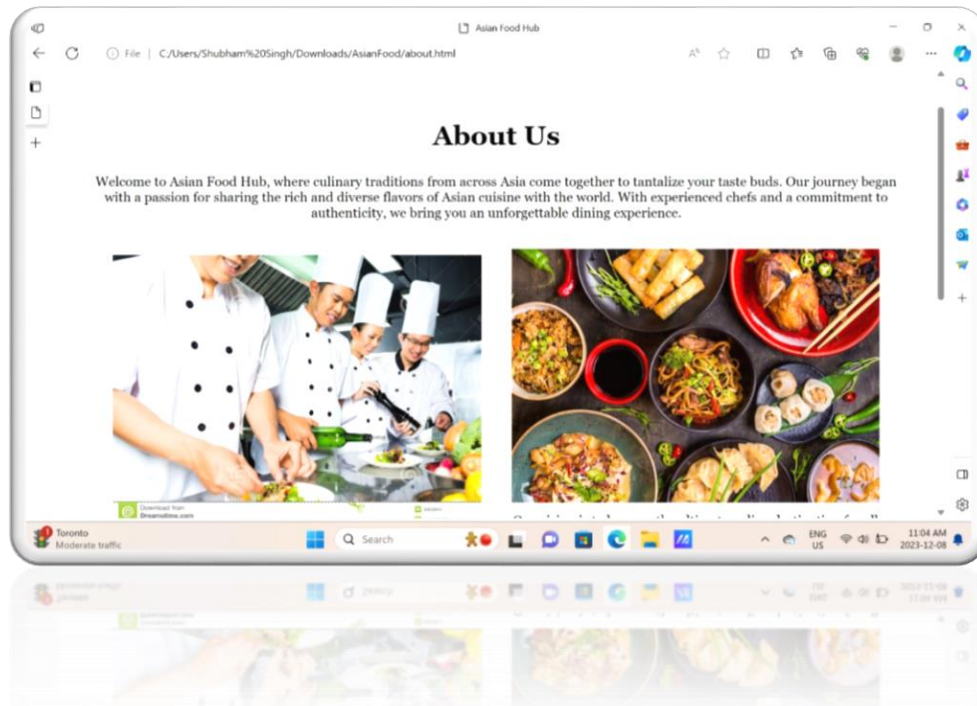 Asian Food Hub
File | C:/Users/Shubham%20Singh/Downloads/AsianFood/about.html
About Us
Welcome to Asian Food Hub, where culinary traditions from across Asia come together to tantalize your taste buds. Our journey began
with a passion for sharing the rich and diverse flavors of Asian cuisine with the world. With experienced chefs and a commitment to
authenticity, we bring you an unforgettable dining experience.
Download from
Dreamstime.com
Toronto
Moderate traffic
Search
ENG
US
11:04 AM
2023-12-08